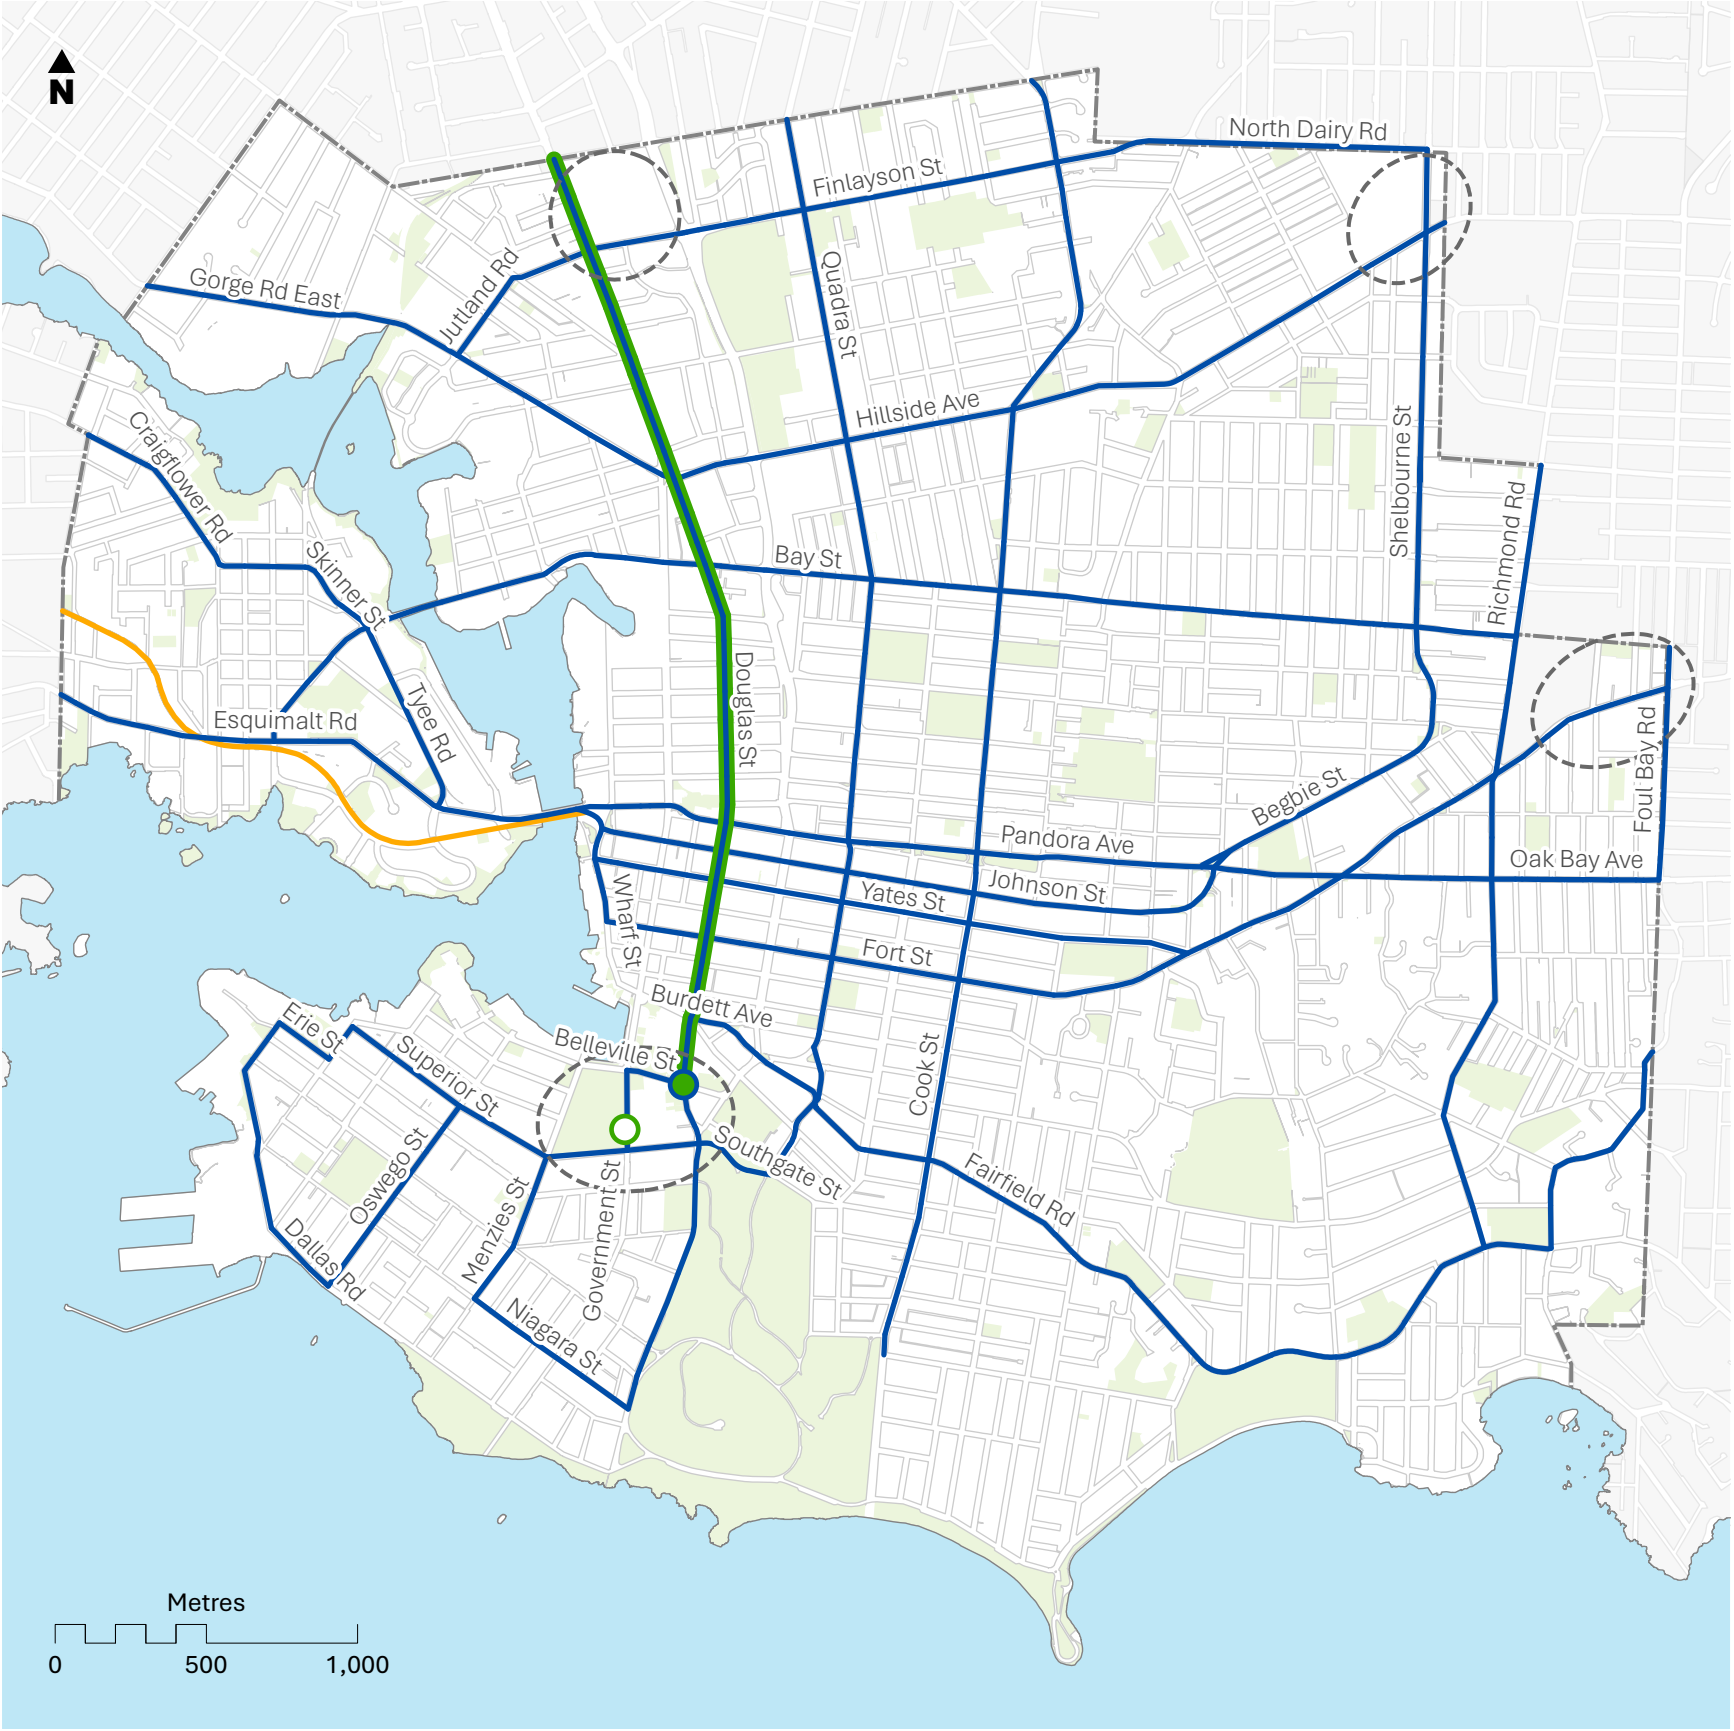 N
North Dairy Rd
Finlayson St
Gorge Rd East
Jutland Rd
Quadra St
Hillside Ave
Craigflower Rd
Shelbourne St
Richmond Rd
Skinner St
Bay St
Douglas St
Tyee Rd
Esquimalt Rd
Foul Bay Rd
Begbie St
Pandora Ave
Oak Bay Ave
Johnson St
Yates St
Wharf St
Fort St
Burdett Ave
Erie St
Superior St
Belleville St
Cook St
Oswego St
Southgate St
Fairfield Rd
Menzies St
Government St
Dallas Rd
Niagara St
Metres
0 500 1,000